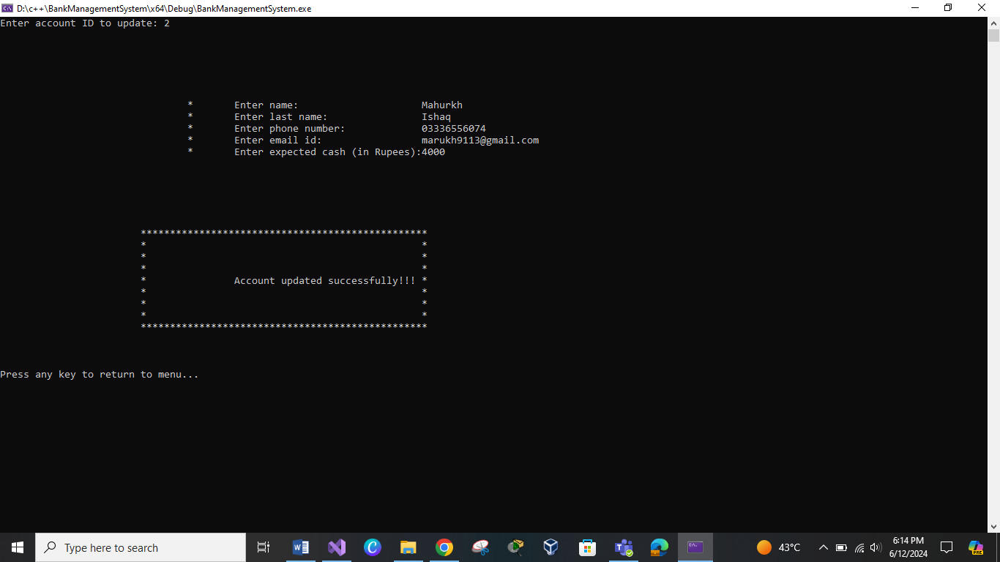 D:\c++\BankManagementSystem\x64\Debug\BankManagementSystem.exe
Enter account ID to update: 2
* Enter name: Mahurkh
* Enter last name: Ishaq
* Enter phone number: 03336556074
* Enter email id: marukh9113@gmail.com
* Enter expected cash (in Rupees):4000
*************************************************
* *
* *
* *
* Account updated successfully!!! *
* *
* *
* *
*************************************************
Press any key to return to menu...
Type here to search
43°C
6:14 PM
6/12/2024
PRE